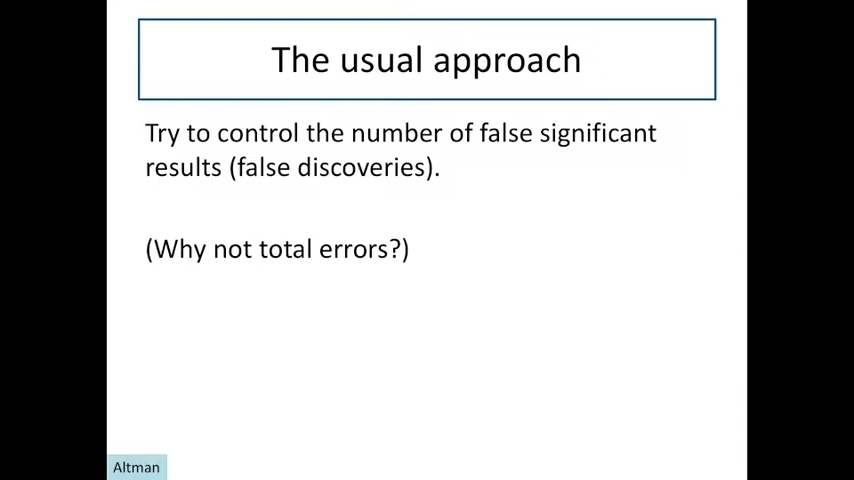 The usual approach
Try to control the number of false significant
results (false discoveries).
(Why not total errors?)
Altman